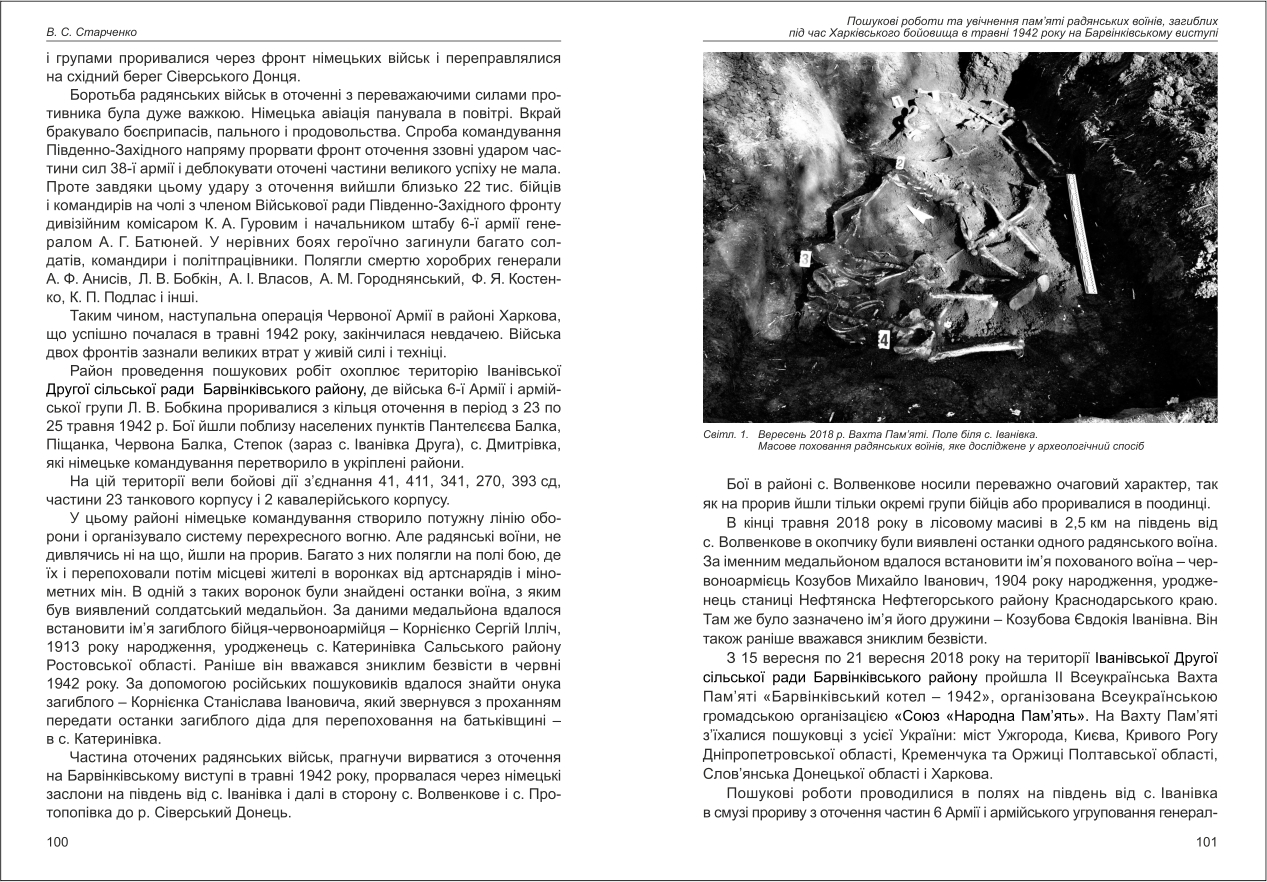 В. С. Старченко
і групами проривалися через фронт німецьких військ і переправлялися
на східний берег Сіверського Донця.
Боротьба радянських військ в оточенні з переважаючими силами про-
тивника була дуже важкою. Німецька авіація панувала в повітрі. Вкрай
бракувало боєприпасів, пального і продовольства. Спроба командування
Південно-Західного напряму прорвати фронт оточення ззовні ударом час-
тини сил 38-ї армії і деблокувати оточені частини великого успіху не мала.
Проте завдяки цьому удару з оточення вийшли близько 22 тис. бійців
і командирів на чолі з членом Військової ради Південно-Західного фронту
дивізійним комісаром К. А. Гуровим і начальником штабу 6-ї армії гене-
ралом А. Г. Батюней. У нерівних боях героїчно загинули багато сол-
датів, командири і політпрацівники. Полягли смертю хоробрих генерали
А. Ф. Анисів, Л. В. Бобкін, А. І. Власов, А. М. Городнянський, Ф. Я. Костен-
ко, К. П. Подлас і інші.
Таким чином, наступальна операція Червоної Армії в районі Харкова,
що успішно почалася в травні 1942 року, закінчилася невдачею. Війська
двох фронтів зазнали великих втрат у живій силі і техніці.
Район проведення пошукових робіт охоплює територію Іванівської
Другої сільської ради Барвінківського району, де війська 6-ї Армії і армій-
ської групи Л. В. Бобкина проривалися з кільця оточення в період з 23 по
25 травня 1942 р. Бої йшли поблизу населених пунктів Пантелєєва Балка,
Піщанка, Червона Балка, Степок (зараз с. Іванівка Друга), с. Дмитрівка,
які німецьке командування перетворило в укріплені райони.
На цій території вели бойові дії з’єднання 41, 411, 341, 270, 393 сд,
частини 23 танкового корпусу і 2 кавалерійського корпусу.
У цьому районі німецьке командування створило потужну лінію обо-
рони і організувало систему перехресного вогню. Але радянські воїни, не
дивлячись ні на що, йшли на прорив. Багато з них полягли на полі бою, де
їх і перепоховали потім місцеві жителі в воронках від артснарядів і міно-
метних мін. В одній з таких воронок були знайдені останки воїна, з яким
був виявлений солдатський медальйон. За даними медальйона вдалося
встановити ім’я загиблого бійця-червоноармійця – Корнієнко Сергій Ілліч,
1913 року народження, уродженець с. Катеринівка Сальського району
Ростовської області. Раніше він вважався зниклим безвісти в червні
1942 року. За допомогою російських пошуковиків вдалося знайти онука
загиблого – Корнієнка Станіслава Ивановича, який звернувся з проханням
передати останки загиблого діда для перепоховання на батьківщині –
в с. Катеринівка.
Частина оточених радянських військ, прагнучи вирватися з оточення
на Барвінківському виступі в травні 1942 року, прорвалася через німецькі
заслони на південь від с. Іванівка і далі в сторону с. Волвенкове і с. Про-
топопівка до р. Сіверський Донець.
100
Пошукові роботи та увічнення пам’яті радянських воїнів, загиблих
під час Харківського бойовища в травні 1942 року на Барвінківському виступі
1
2
3
4
Світл. 1. Вересень 2018 р. Вахта Пам’яті. Поле біля с. Іванівка.
Масове поховання радянських воїнів, яке досліджене у археологічний спосіб
Бої в районі с. Волвенкове носили переважно очаговий характер, так
як на прорив йшли тільки окремі групи бійців або проривалися в поодинці.
В кінці травня 2018 року в лісовому масиві в 2,5 км на південь від
с. Волвенкове в окопчику були виявлені останки одного радянського воїна.
За іменним медальйоном вдалося встановити ім’я похованого воїна – чер-
воноармієць Козубов Михайло Іванович, 1904 року народження, уродже-
нець станиці Нефтянска Нефтегорського району Краснодарського краю.
Там же було зазначено ім’я його дружини – Козубова Євдокія Іванівна. Він
також раніше вважався зниклим безвісти.
З 15 вересня по 21 вересня 2018 року на території Іванівської Другої
сільської ради Барвінківського району пройшла II Всеукраїнська Вахта
Пам’яті «Барвінківський котел – 1942», організована Всеукраїнською
громадською організацією «Союз «Народна Пам’ять». На Вахту Пам’яті
з’їхалися пошуковці з усієї України: міст Ужгорода, Києва, Кривого Рогу
Дніпропетровської області, Кременчука та Оржиці Полтавської області,
Слов’янська Донецької області і Харкова.
Пошукові роботи проводилися в полях на південь від с. Іванівка
в смузі прориву з оточення частин 6 Армії і армійського угруповання генерал-
101